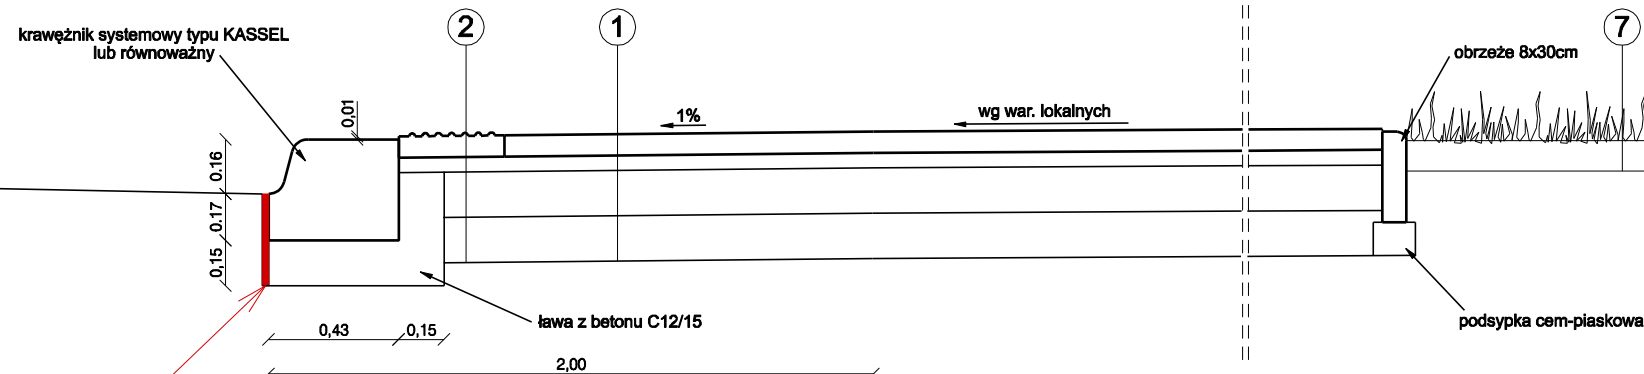 2
1
7
krawężnik systemowy typu KASSEL
lub równoważny
obrzeże 8x30cm
0,01
1%
wg war. lokalnych
0.16
0.17
0,15
0,43
0,15
ława z betonu C12/15
podsypka cem-piaskowa
2,00